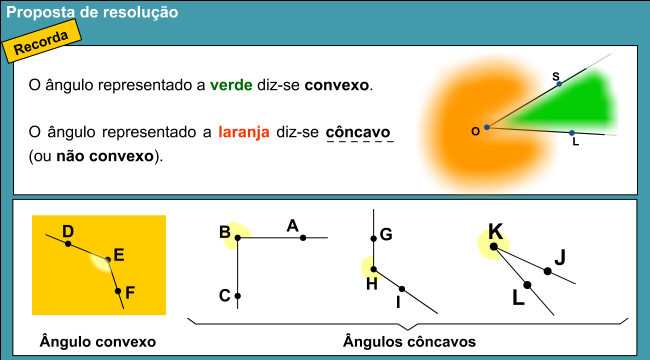 Proposta de resolução
Recorda
O ângulo representado a verde diz-se convexo.
O ângulo representado a laranja diz-se côncavo
(ou não convexo).
S
O
L
D
E
F
B
A
C
G
H
I
K
J
L
Ângulo convexo
Ângulos côncavos